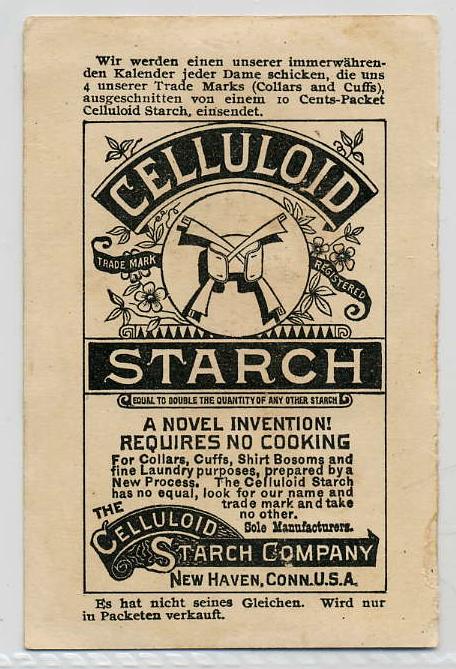 Wir werden einen unserer immerwähren-
den Kalender jeder Dame schicken, die uns
4 unserer Trade Marks (Collars and Cuffs),
ausgeschnitten von einem 10 Cents-Packet
Celluloid Starch, einsendet.
CELLULOID
TRADE MARK
REGISTERED
STARCH
EQUAL TO DOUBLE THE QUANTITY OF ANY OTHER STARCH
A NOVEL INVENTION!
REQUIRES NO COOKING
For Collars, Cuffs, Shirt Bosoms and
fine Laundry purposes, prepared by a
New Process. The Celluloid Starch
has no equal, look for our name and
trade mark and take
no other.
Sole Manufacturers.
THE
CELLULOID
STARCH COMPANY
NEW HAVEN, CONN. U.S.A.
Es hat nicht seines Gleichen. Wird nur
in Packeten verkauft.